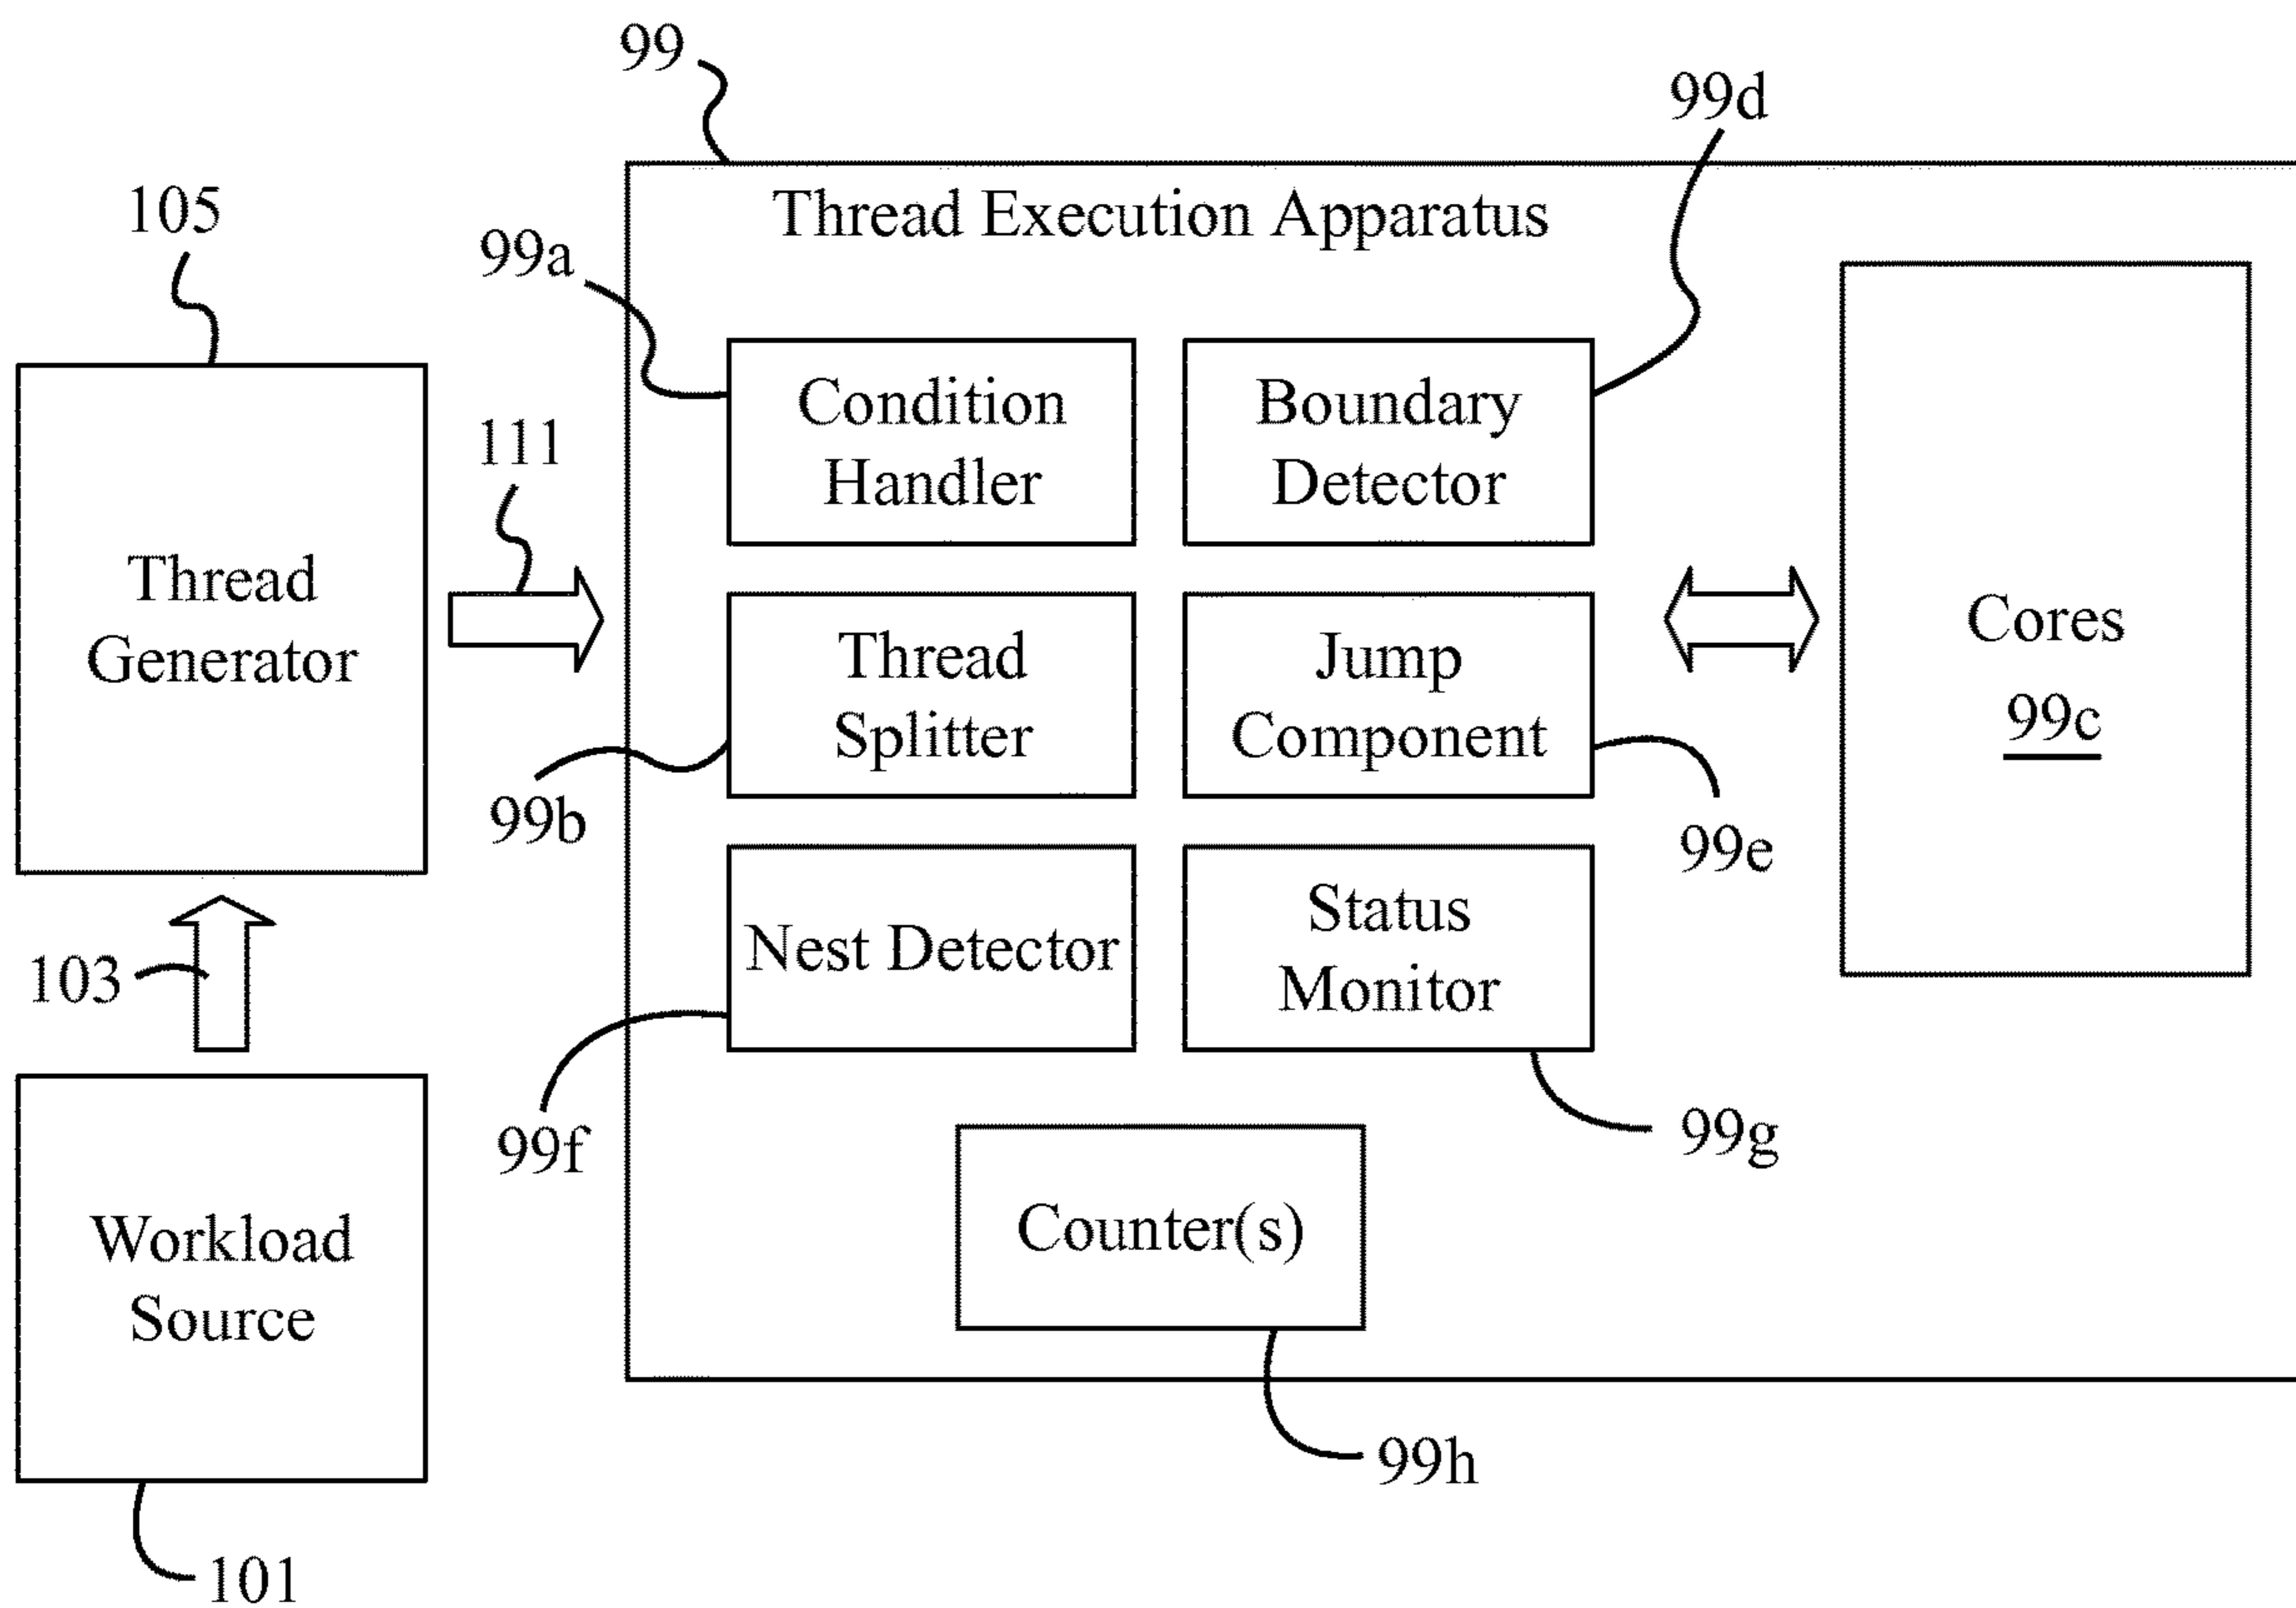 99
99d
105
Thread Execution Apparatus
99a
111
Condition
Handler
Boundary
Detector
Thread
Generator
Thread
Splitter
Jump
Component
Cores
99c
99b
99e
103
Nest Detector
Status
Monitor
99f
99g
Workload
Source
Counter(s)
99h
101